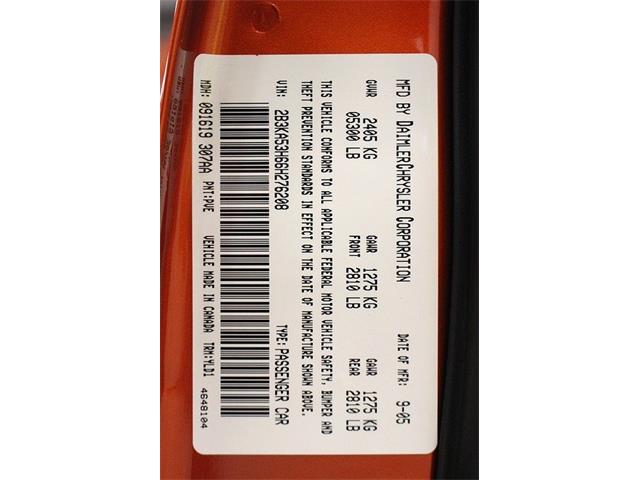 MFD BY DAIMLERCHRYSLER CORPORATION DATE OF MFR: 9-05
GVWR 2405 KG GAWR 1275 KG GAWR 1275 KG
05300 LB FRONT 2810 LB REAR 2810 LB
THIS VEHICLE CONFORMS TO ALL APPLICABLE FEDERAL MOTOR VEHICLE SAFETY, BUMPER AND
THEFT PREVENTION STANDARDS IN EFFECT ON THE DATE OF MANUFACTURE SHOWN ABOVE.
VIN: 2B3KA53H66H276208 TYPE: PASSENGER CAR
MDH: 091619 307AA PNT:PVE VEHICLE MADE IN CANADA TRM:YLD1
4648104